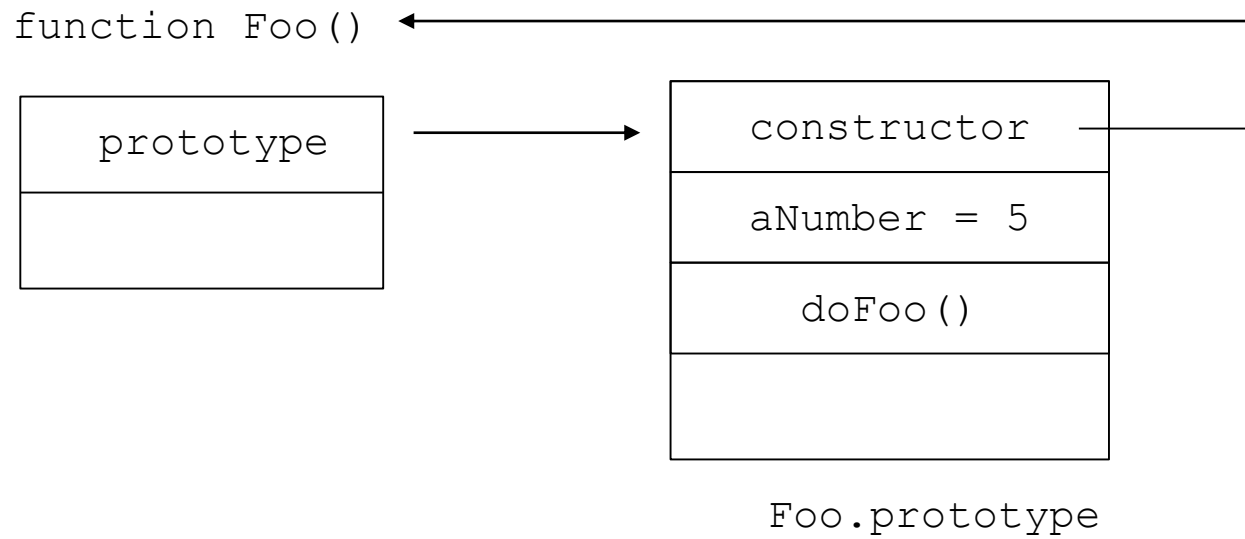 function Foo()
prototype
constructor
aNumber = 5
doFoo()
Foo.prototype